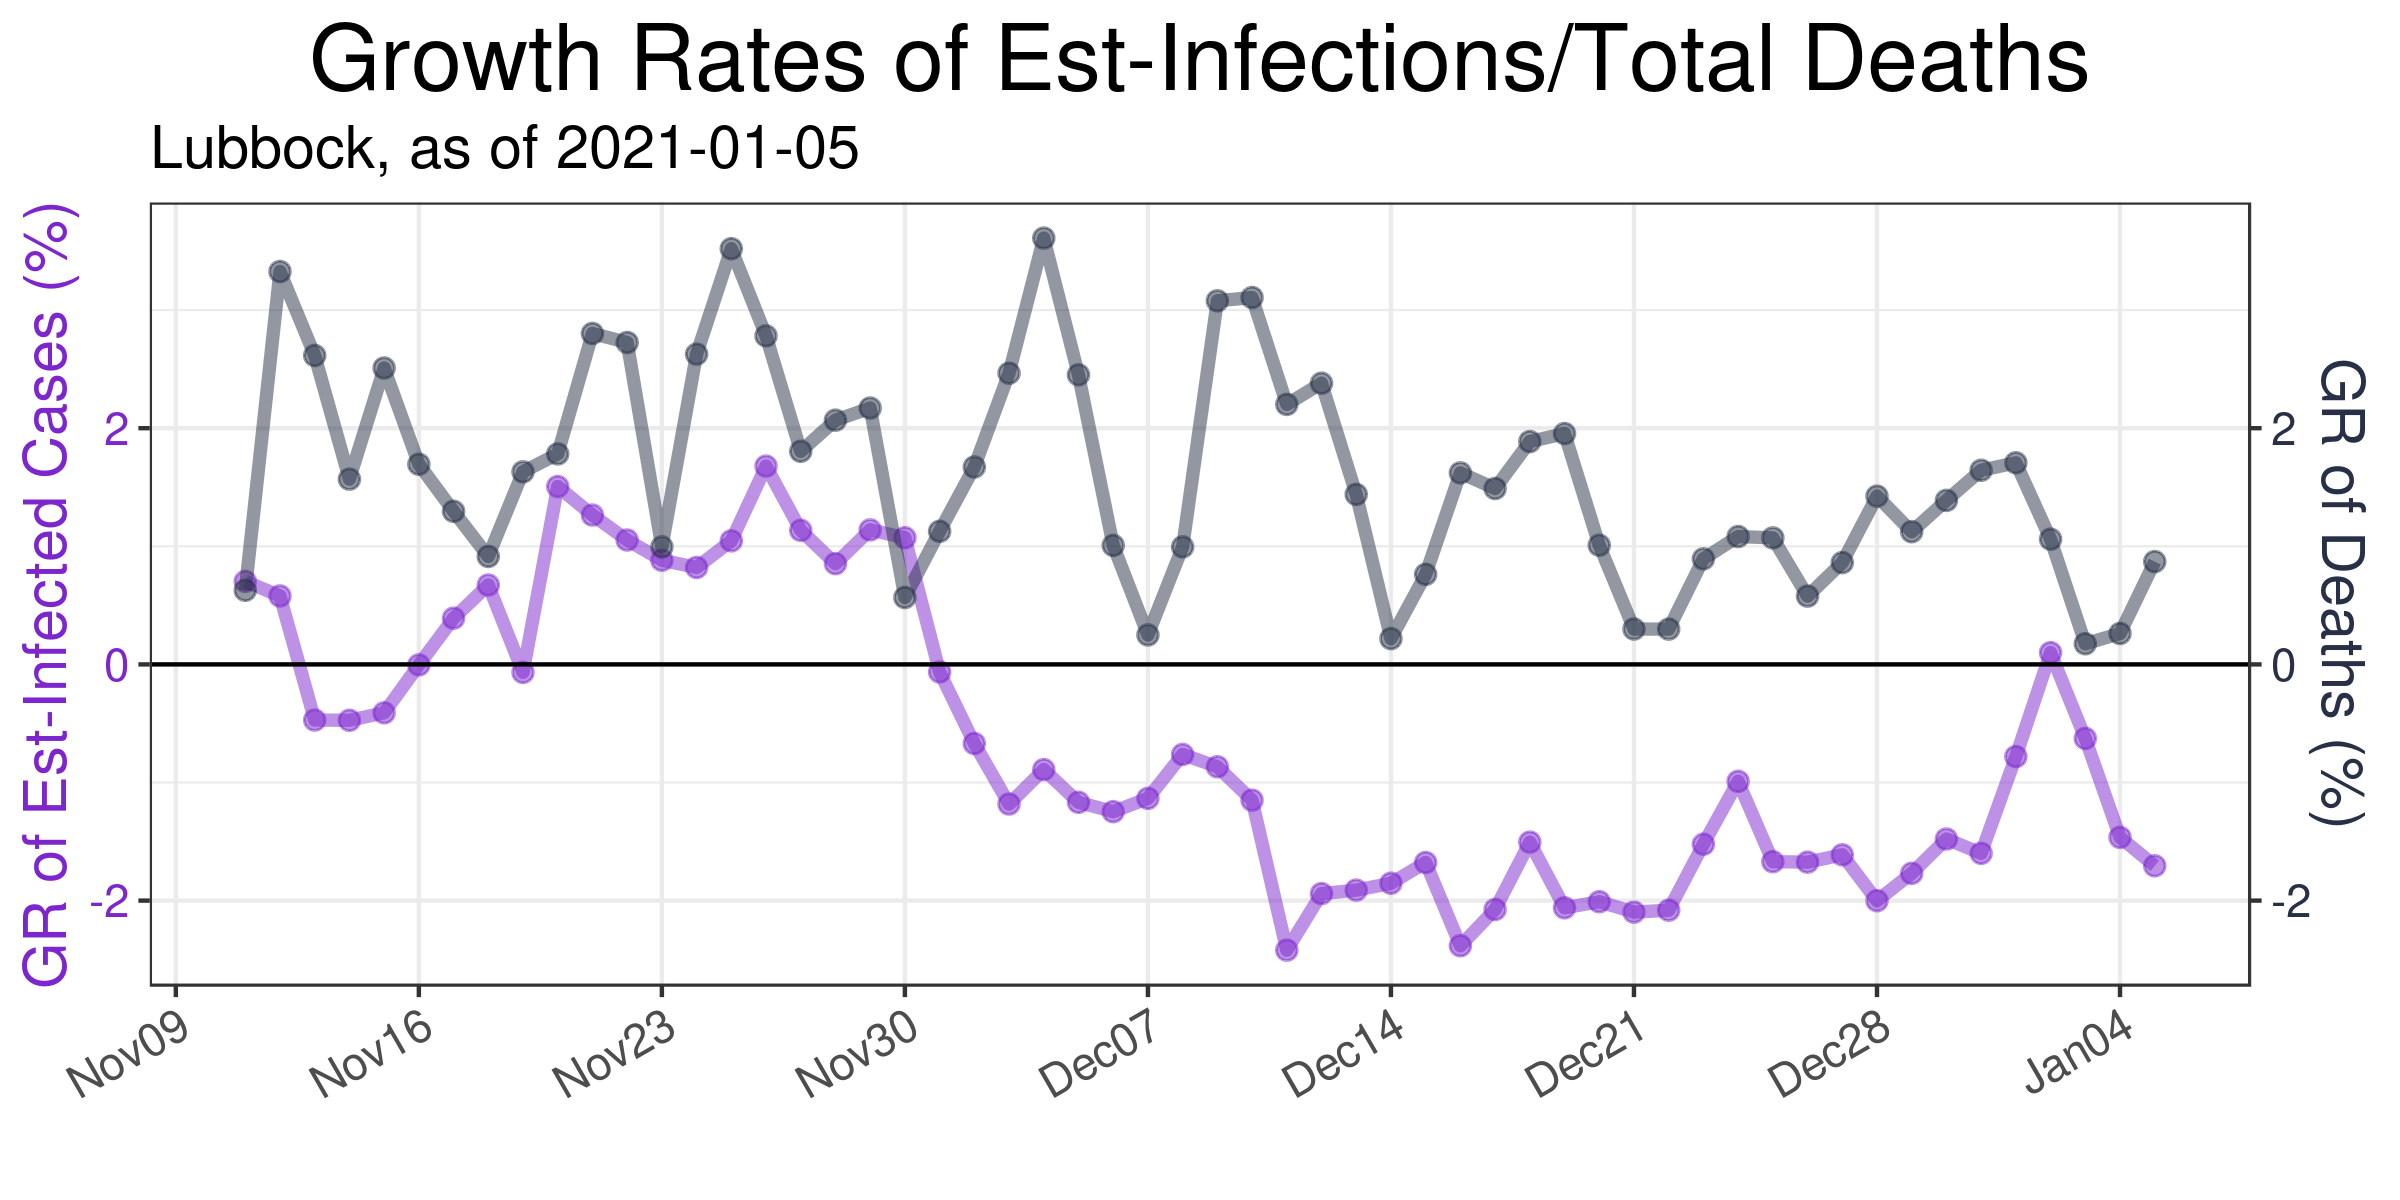 Growth Rates of Est-Infections/Total Deaths
Lubbock, as of 2021-01-05
GR of Est-Infected Cases (%)
2
0
-2
2
0
-2
GR of Deaths (%)
Nov09 Nov16 Nov23 Nov30 Dec07 Dec14 Dec21 Dec28 Jan04